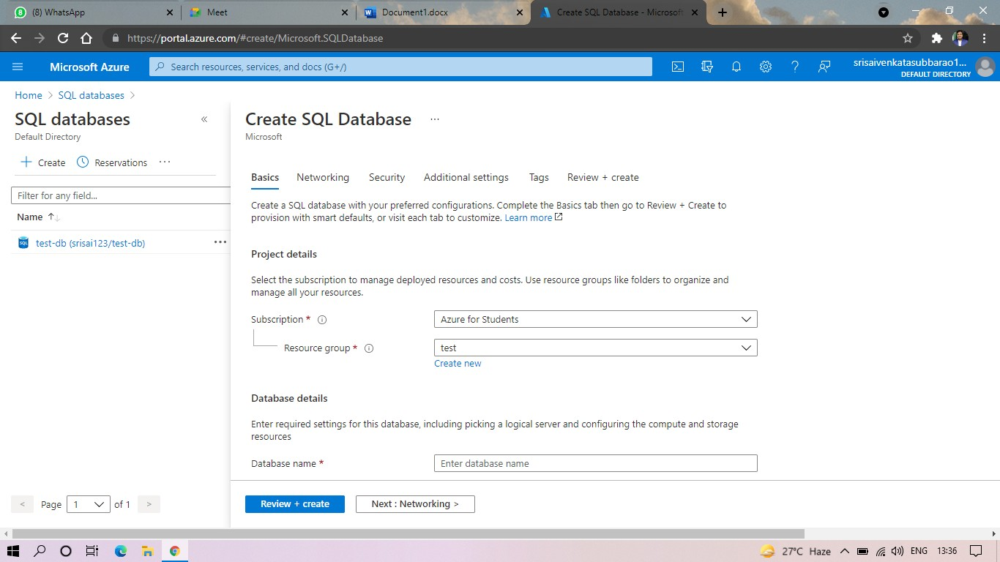 (8) WhatsApp
Meet
Document1.docx
Create SQL Database - Microsoft
https://portal.azure.com/#create/Microsoft.SQLDatabase
Microsoft Azure
Search resources, services, and docs (G+/)
srisaivenkatasubbarao1...
DEFAULT DIRECTORY
Home > SQL databases >
SQL databases
Default Directory
+ Create
Reservations
...
Filter for any field...
Name ↑↓
SQL
test-db (srisai123/test-db)
...
< Page 1 of 1 >
Create SQL Database
...
Microsoft
Basics Networking Security Additional settings Tags Review + create
Create a SQL database with your preferred configurations. Complete the Basics tab then go to Review + Create to
provision with smart defaults, or visit each tab to customize. Learn more
Project details
Select the subscription to manage deployed resources and costs. Use resource groups like folders to organize and
manage all your resources.
Subscription *
Azure for Students
Resource group *
test
Create new
Database details
Enter required settings for this database, including picking a logical server and configuring the compute and storage
resources
Database name *
Enter database name
Review + create
Next : Networking >
27°C Haze
ENG
13:36